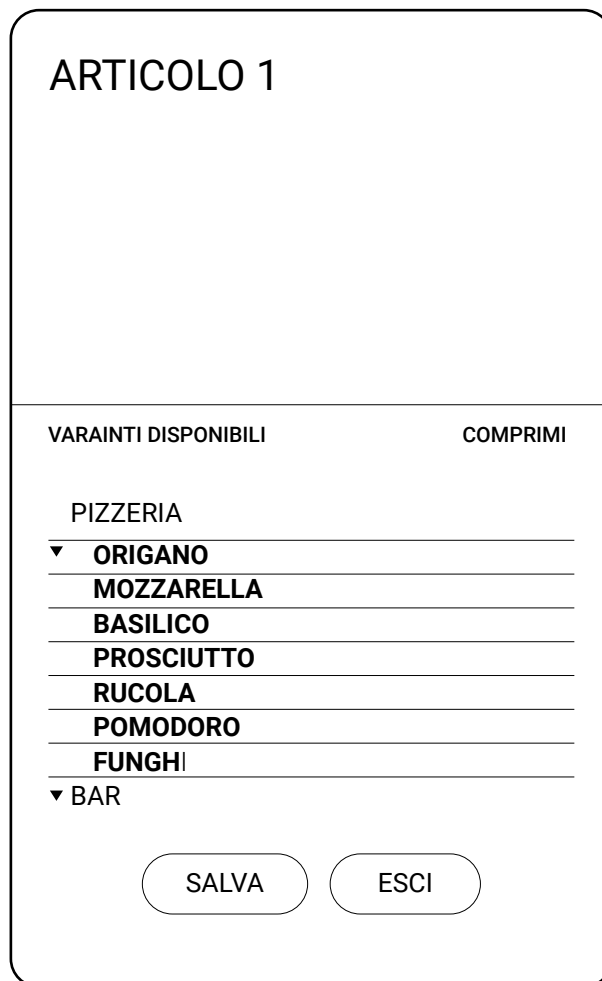 ARTICOLO 1
VARAINTI DISPONIBILI COMPRIMI
PIZZERIA
ORIGANO
MOZZARELLA
BASILICO
PROSCIUTTO
RUCOLA
POMODORO
FUNGHI
BAR
SALVA ESCI